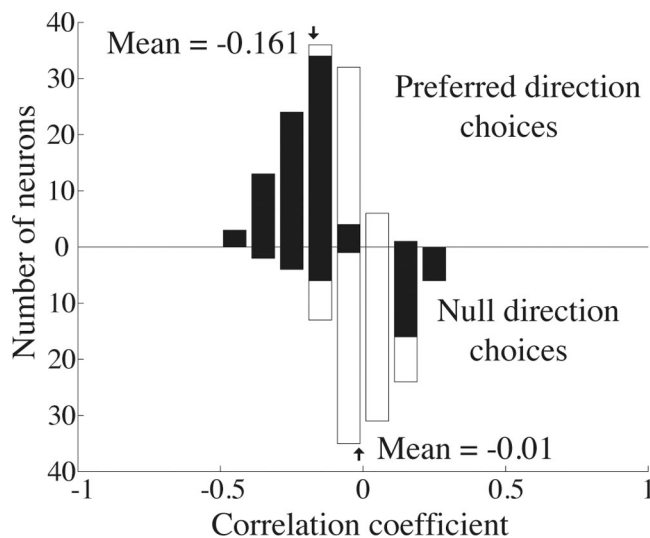 40
Mean = -0.161
30
Preferred direction
choices
20
10
0
Number of neurons
10
Null direction
choices
20
30
Mean = -0.01
40
-1
-0.5
0
0.5
1
Correlation coefficient